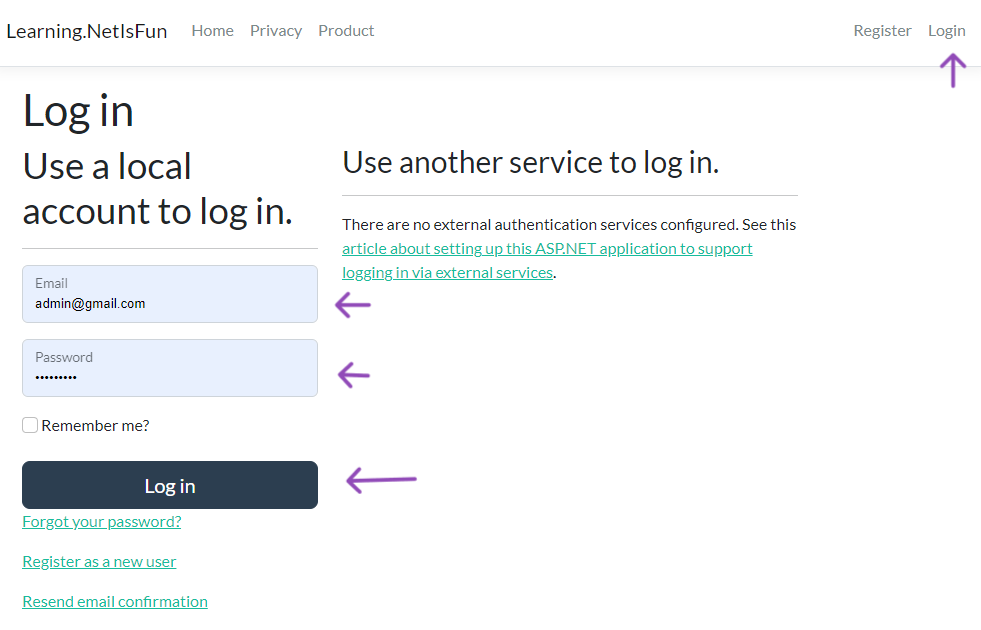 Learning.NetIsFun Home Privacy Product Register Login
Log in
Use a local
account to log in.
Email
admin@gmail.com
Password
•••••••••
Remember me?
Log in
Forgot your password?
Register as a new user
Resend email confirmation
Use another service to log in.
There are no external authentication services configured. See this
article about setting up this ASP.NET application to support
logging in via external services.